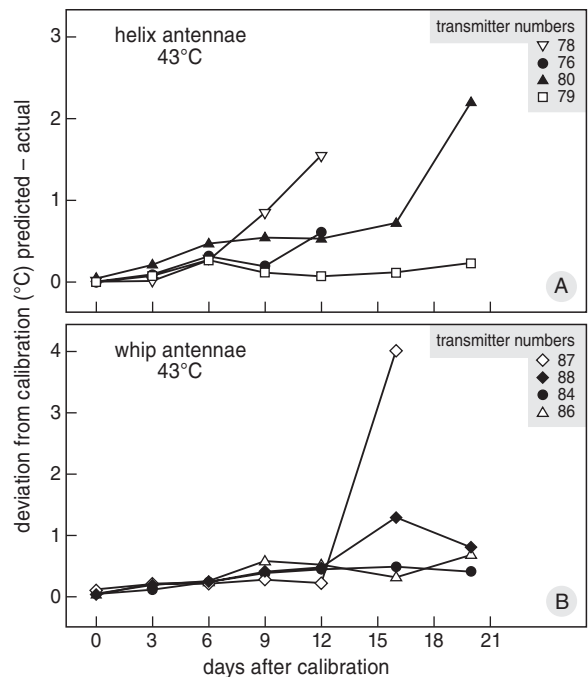 helix antennae
43°C
transmitter numbers
78
76
80
79
3
2
1
0
A
whip antennae
43°C
transmitter numbers
87
88
84
86
4
3
2
1
0
B
0 3 6 9 12 15 18 21
days after calibration
deviation from calibration (°C) predicted – actual